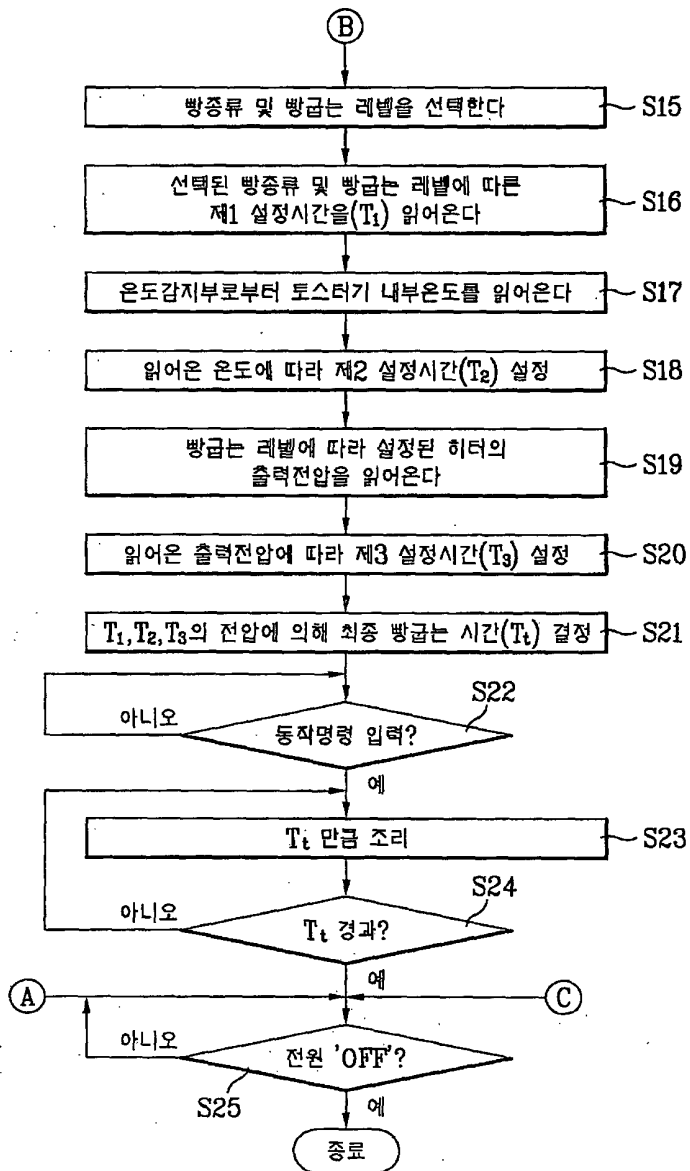 B
빵종류 및 빵굽는 레벨을 선택한다
S15
선택된 빵종류 및 빵굽는 레벨에 따른
제1 설정시간을(T₁) 읽어온다
S16
온도감지부로부터 토스터기 내부온도를 읽어온다
S17
읽어온 온도에 따라 제2 설정시간(T₂) 설정
S18
빵굽는 레벨에 따라 설정된 히터의
출력전압을 읽어온다
S19
읽어온 출력전압에 따라 제3 설정시간(T₃) 설정
S20
T₁,T₂,T₃의 전압에 의해 최종 빵굽는 시간(Tₜ) 결정
S21
S22
아니오
동작명령 입력?
예
Tₜ 만큼 조리
S23
S24
아니오
Tₜ 경과?
예
A
C
아니오
전원 'OFF'?
S25
예
종료